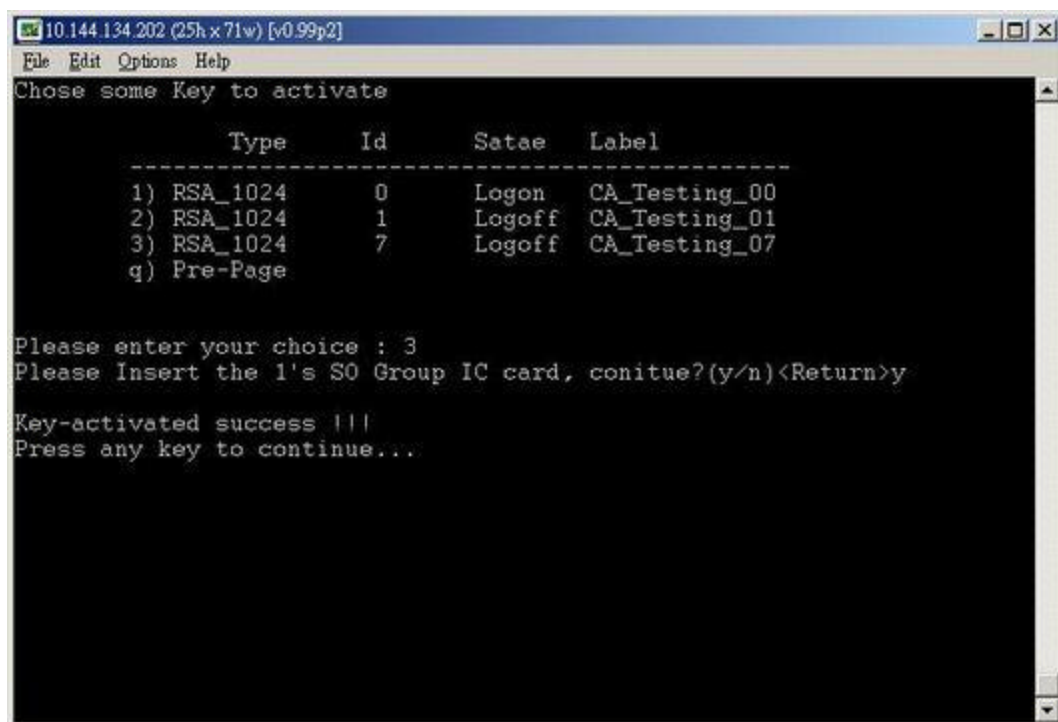 10.144.134.202 (25h x 71w) [v0.99p2]
File Edit Options Help
Chose some Key to activate
Type Id Satae Label
-----------------------------------------------
1) RSA_1024 0 Logon CA_Testing_00
2) RSA_1024 1 Logoff CA_Testing_01
3) RSA_1024 7 Logoff CA_Testing_07
q) Pre-Page
Please enter your choice : 3
Please Insert the 1's SO Group IC card, conitue?(y/n)<Return>y
Key-activated success !!!
Press any key to continue...